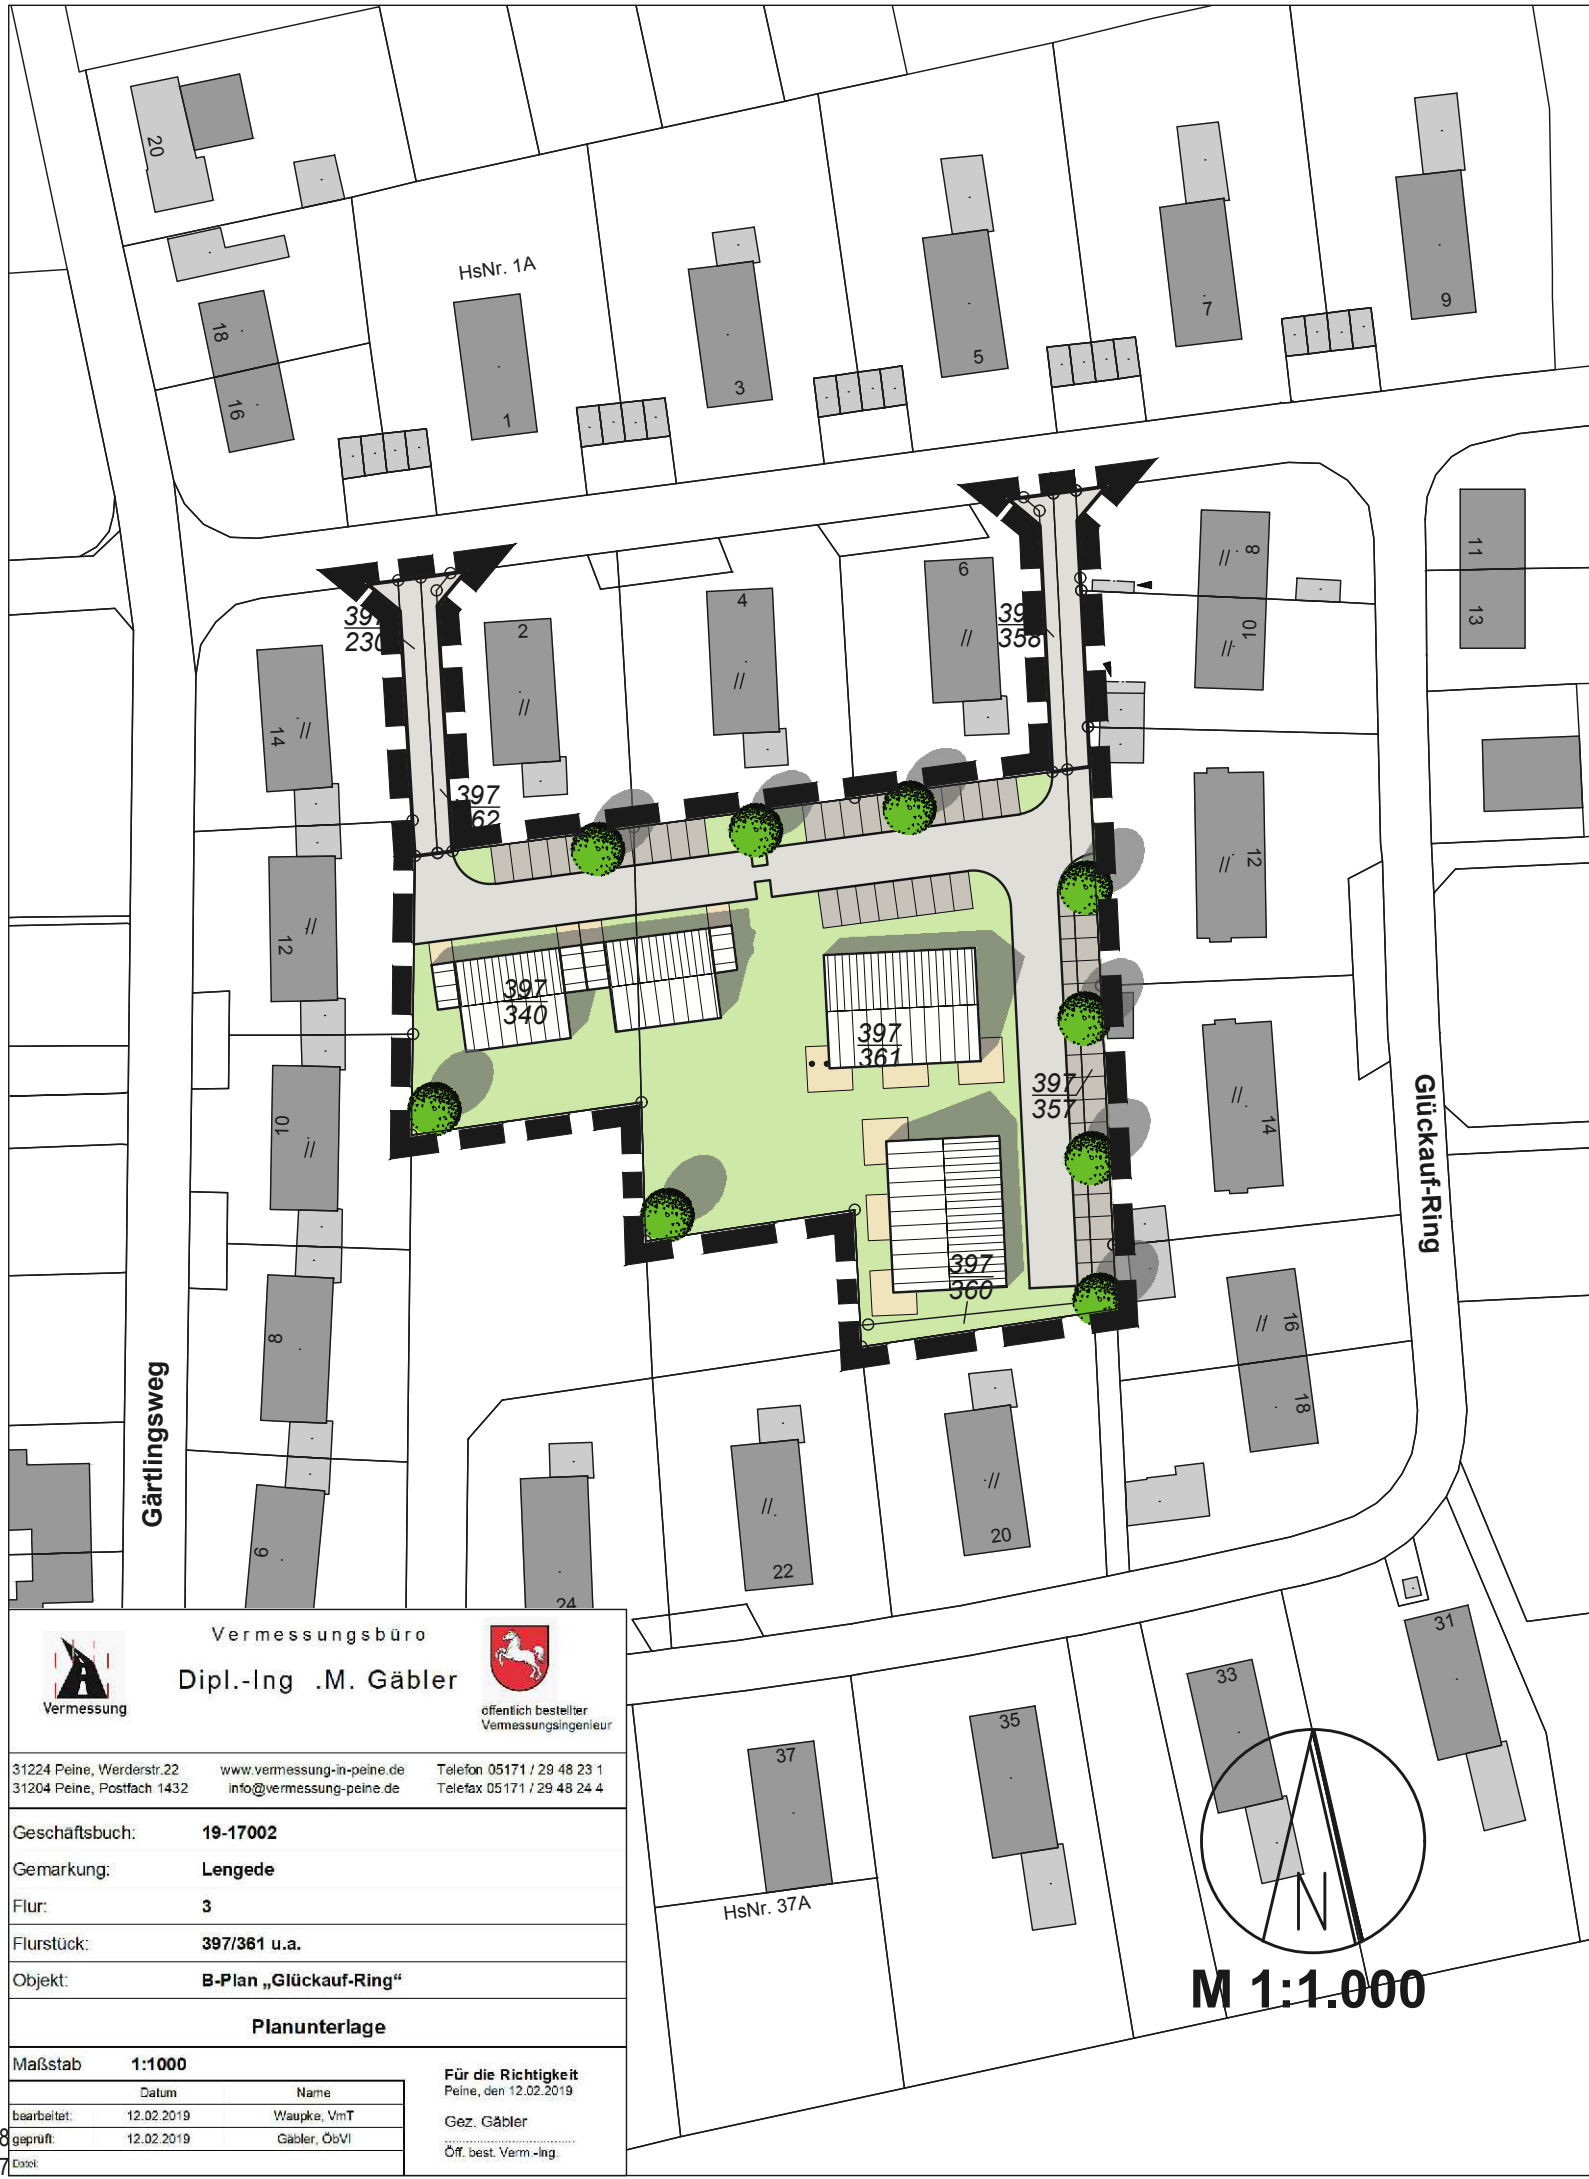 20
HsNr. 1A
18
16
1
3
5
7
9
2
4
6
8
10
11
13
397
230
397
62
358
14
12
10
8
6
397
340
397
361
397
357
397
360
12
14
16
18
20
22
24
Gärtlingsweg
Glückauf-Ring
31
33
35
37
HsNr. 37A
N
M 1:1.000
Vermessung
Vermessungsbüro
Dipl.-Ing .M. Gäbler
öffentlich bestellter
Vermessungsingenieur
31224 Peine, Werderstr.22 www.vermessung-in-peine.de Telefon 05171 / 29 48 23 1
31204 Peine, Postfach 1432 info@vermessung-peine.de Telefax 05171 / 29 48 24 4
Geschäftsbuch: 19-17002
Gemarkung: Lengede
Flur: 3
Flurstück: 397/361 u.a.
Objekt: B-Plan „Glückauf-Ring“
Planunterlage
Maßstab 1:1000
Datum Name
bearbeitet: 12.02.2019 Waupke, VmT
8 geprüft: 12.02.2019 Gäbler, ÖbVI
7 Datei:
Für die Richtigkeit
Peine, den 12.02.2019
Gez. Gäbler
Öff. best. Verm.-Ing.